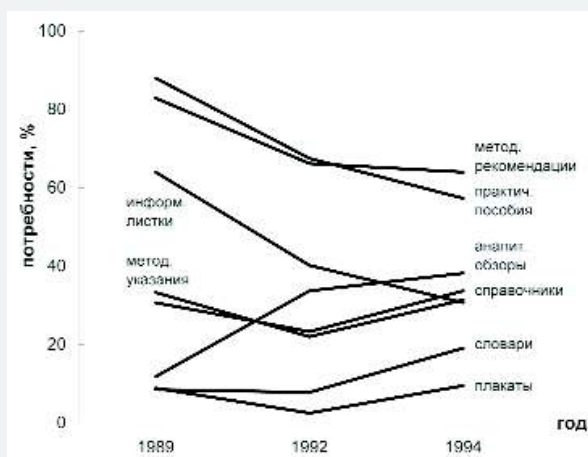 100
80
60
40
20
0
потребности, %
информ.
листки
метод.
указания
метод.
рекомендации
практич.
пособия
аналит.
обзоры
справочники
словари
плакаты
год
1989
1992
1994